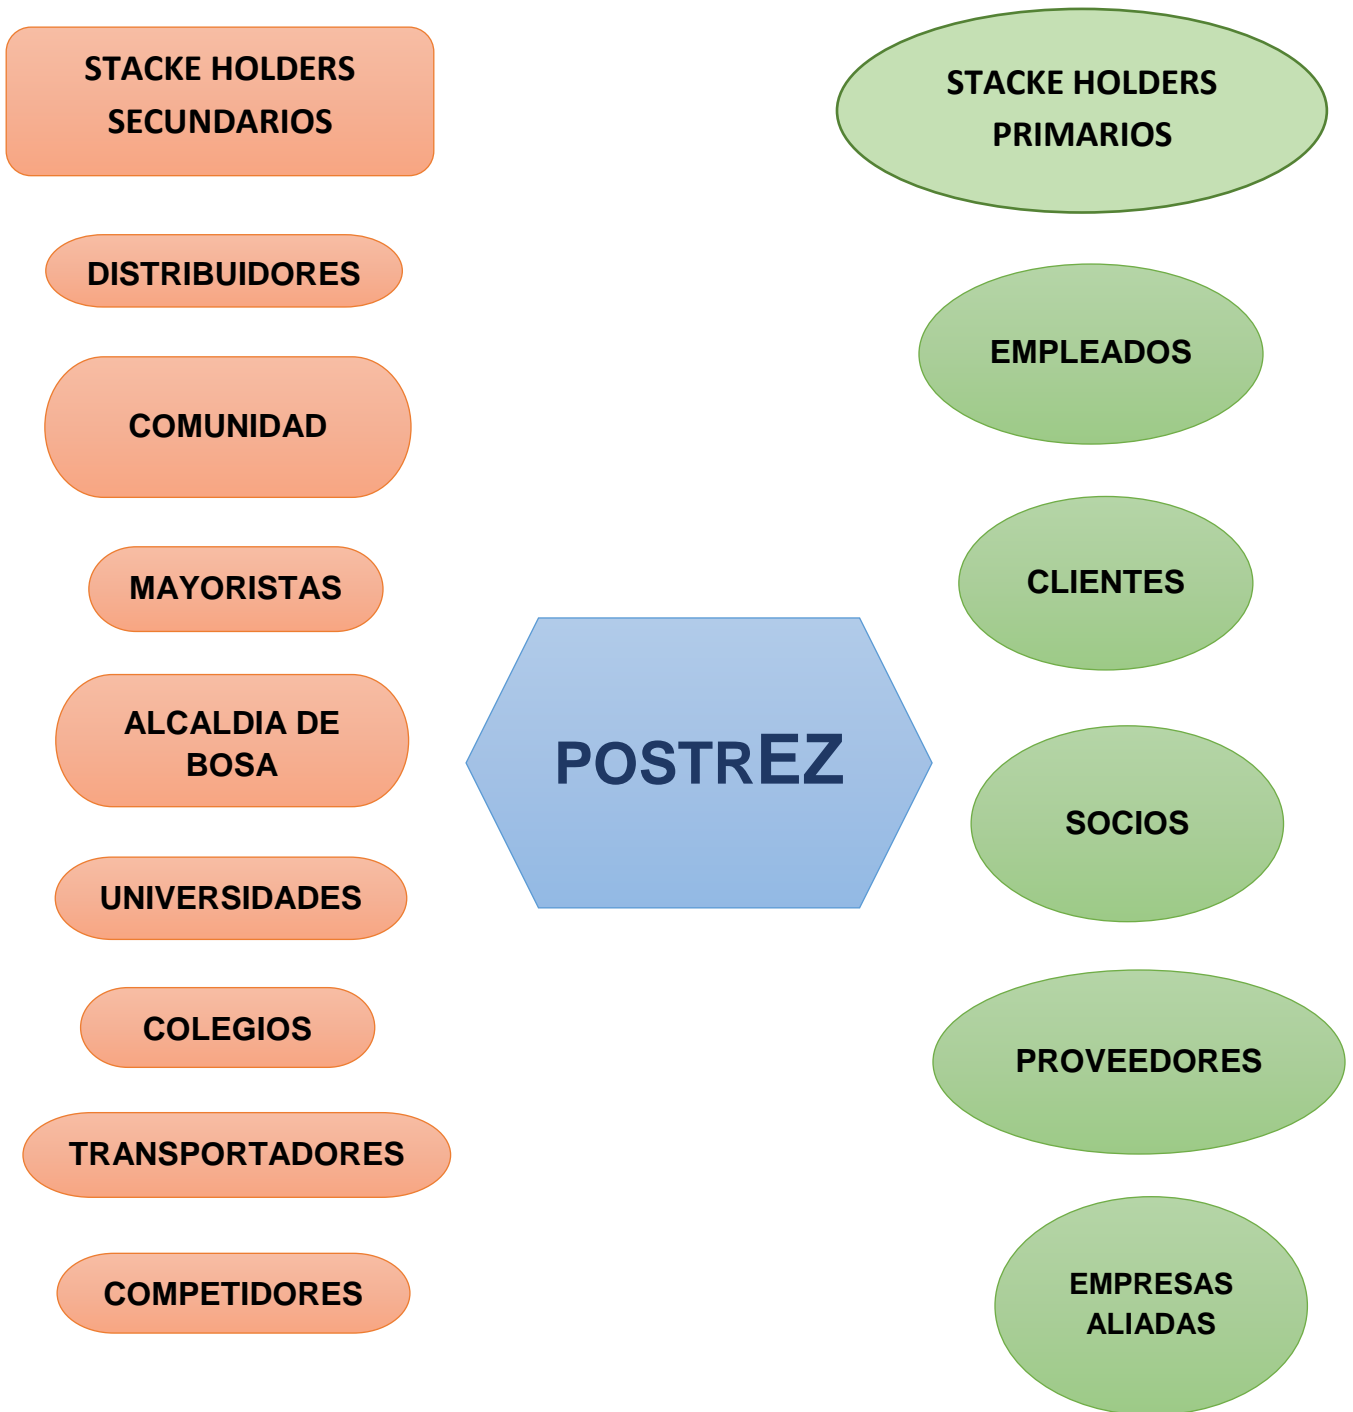 STACKE HOLDERS
SECUNDARIOS
DISTRIBUIDORES
COMUNIDAD
MAYORISTAS
ALCALDIA DE
BOSA
UNIVERSIDADES
COLEGIOS
TRANSPORTADORES
COMPETIDORES
POSTREZ
STACKE HOLDERS
PRIMARIOS
EMPLEADOS
CLIENTES
SOCIOS
PROVEEDORES
EMPRESAS
ALIADAS